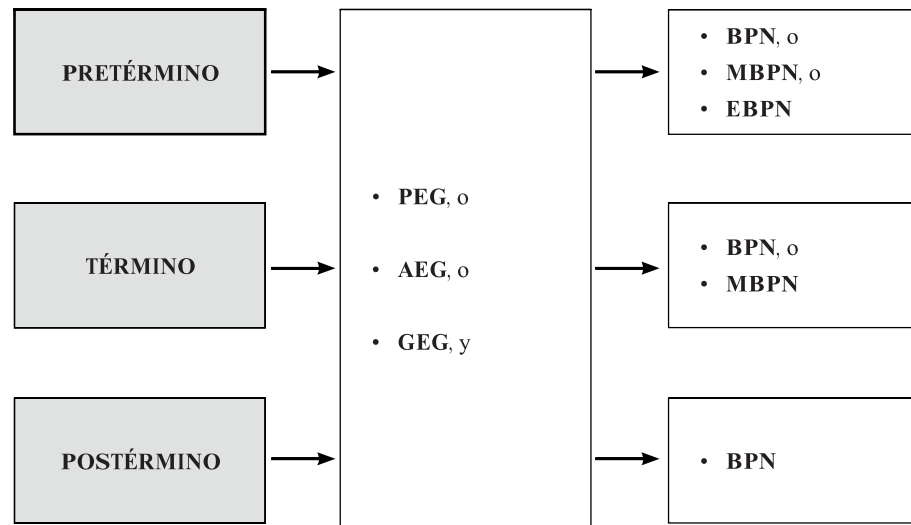 PRETÉRMINO
TÉRMINO
POSTÉRMINO
• PEG, o
• AEG, o
• GEG, y
• BPN, o
• MBPN, o
• EBPN
• BPN, o
• MBPN
• BPN